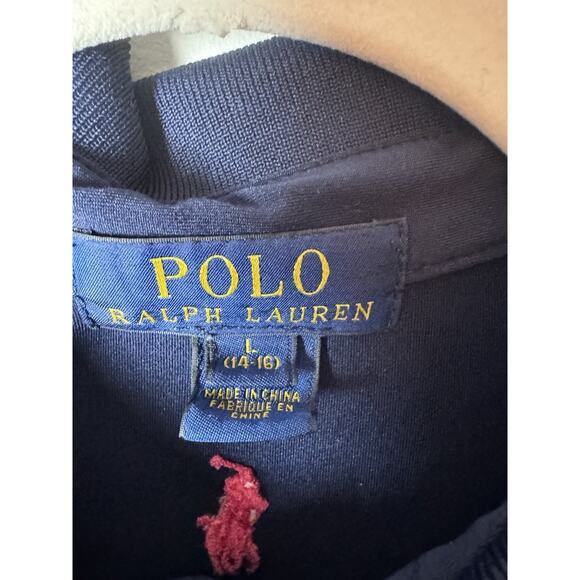 POLO
RALPH LAUREN
L
(14-16)
MADE IN CHINA
FABRIQUE EN
CHINE